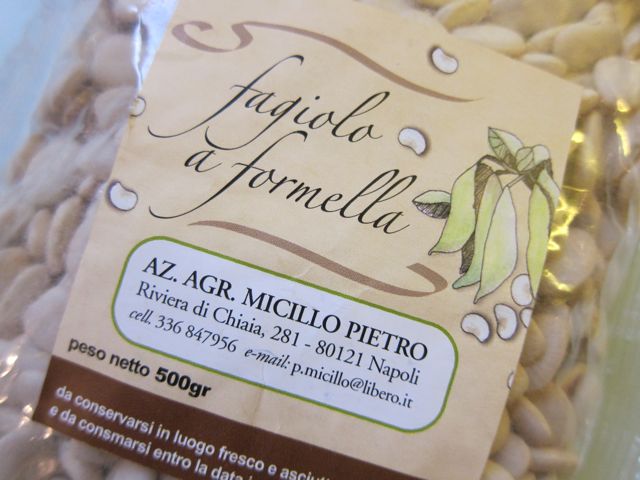 fagiolo
a formella
AZ. AGR. MICILLO PIETRO
Riviera di Chiaia, 281 - 80121 Napoli
cell. 336 847956 e-mail: p.micillo@libero.it
peso netto 500gr
da conservarsi in luogo fresco e asciutt
e da consmarsi entro la data